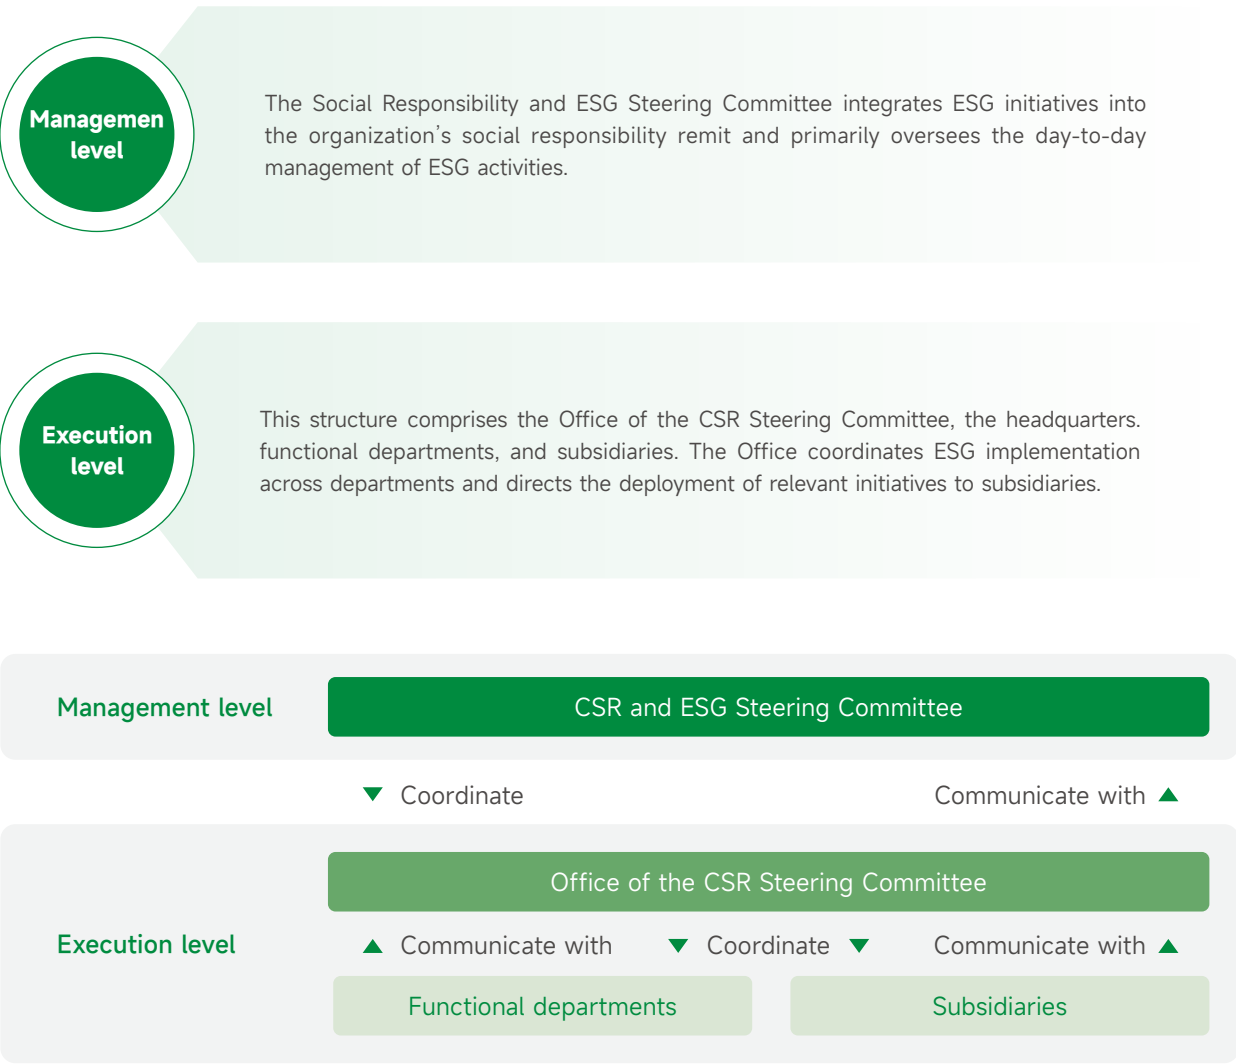 Managemen
level
The Social Responsibility and ESG Steering Committee integrates ESG initiatives into
the organization's social responsibility remit and primarily oversees the day-to-day
management of ESG activities.
Execution
level
This structure comprises the Office of the CSR Steering Committee, the headquarters.
functional departments, and subsidiaries. The Office coordinates ESG implementation
across departments and directs the deployment of relevant initiatives to subsidiaries.
Management level
CSR and ESG Steering Committee
▼ Coordinate
Communicate with ▲
Office of the CSR Steering Committee
Execution level
▲ Communicate with
▼ Coordinate ▼
Communicate with ▲
Functional departments
Subsidiaries